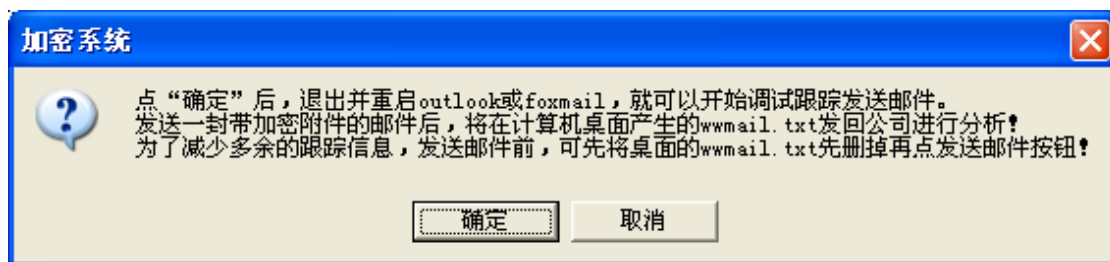 加密系统
点“确定”后，退出并重启outlook或foxmail，就可以开始调试跟踪发送邮件。
发送一封带加密附件的邮件后，将在计算机桌面产生的wwmail.txt发回公司进行分析！
为了减少多余的跟踪信息，发送邮件前，可先将桌面的wwmail.txt先删掉再点发送邮件按钮！
确定
取消